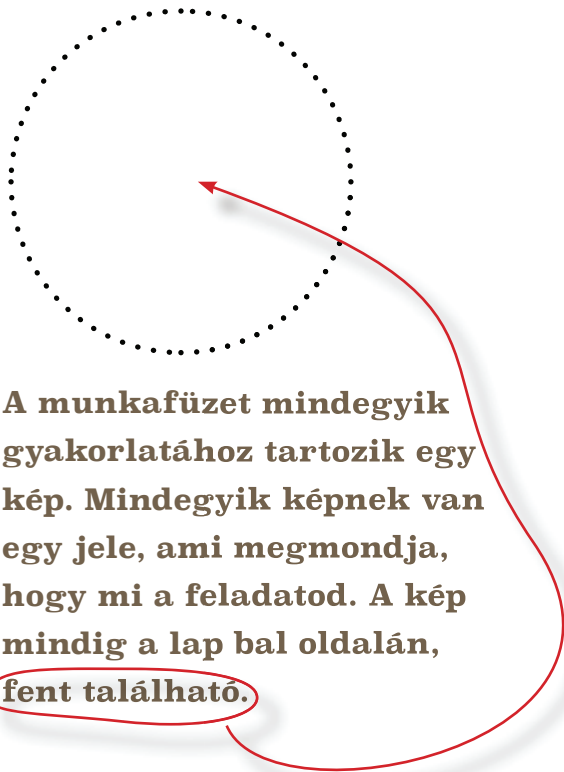 A munkafüzet mindegyik
gyakorlatához tartozik egy
kép. Mindegyik képnek van
egy jele, ami megmondja,
hogy mi a feladatod. A kép
mindig a lap bal oldalán,
fent található.